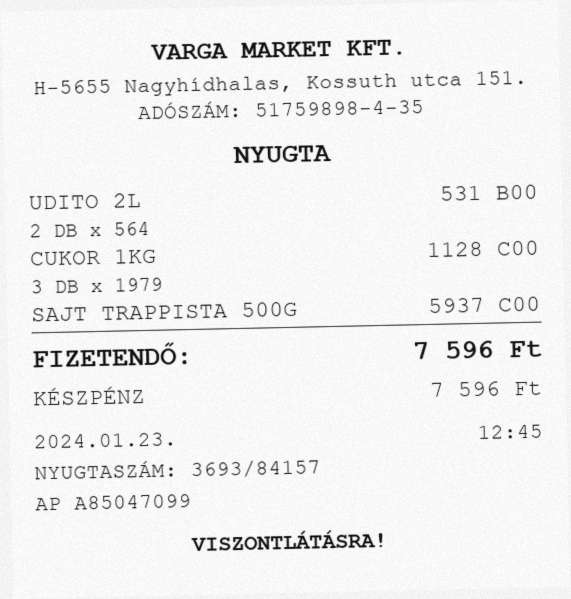 VARGA MARKET KFT.
H-5655 Nagyhídhalas, Kossuth utca 151.
ADÓSZÁM: 51759898-4-35
NYUGTA
UDITO 2L 531 B00
2 DB x 564
CUKOR 1KG 1128 C00
3 DB x 1979
SAJT TRAPPISTA 500G 5937 C00
FIZETENDŐ: 7 596 Ft
KÉSZPÉNZ 7 596 Ft
2024.01.23. 12:45
NYUGTASZÁM: 3693/84157
AP A85047099
VISZONTLÁTÁSRA!